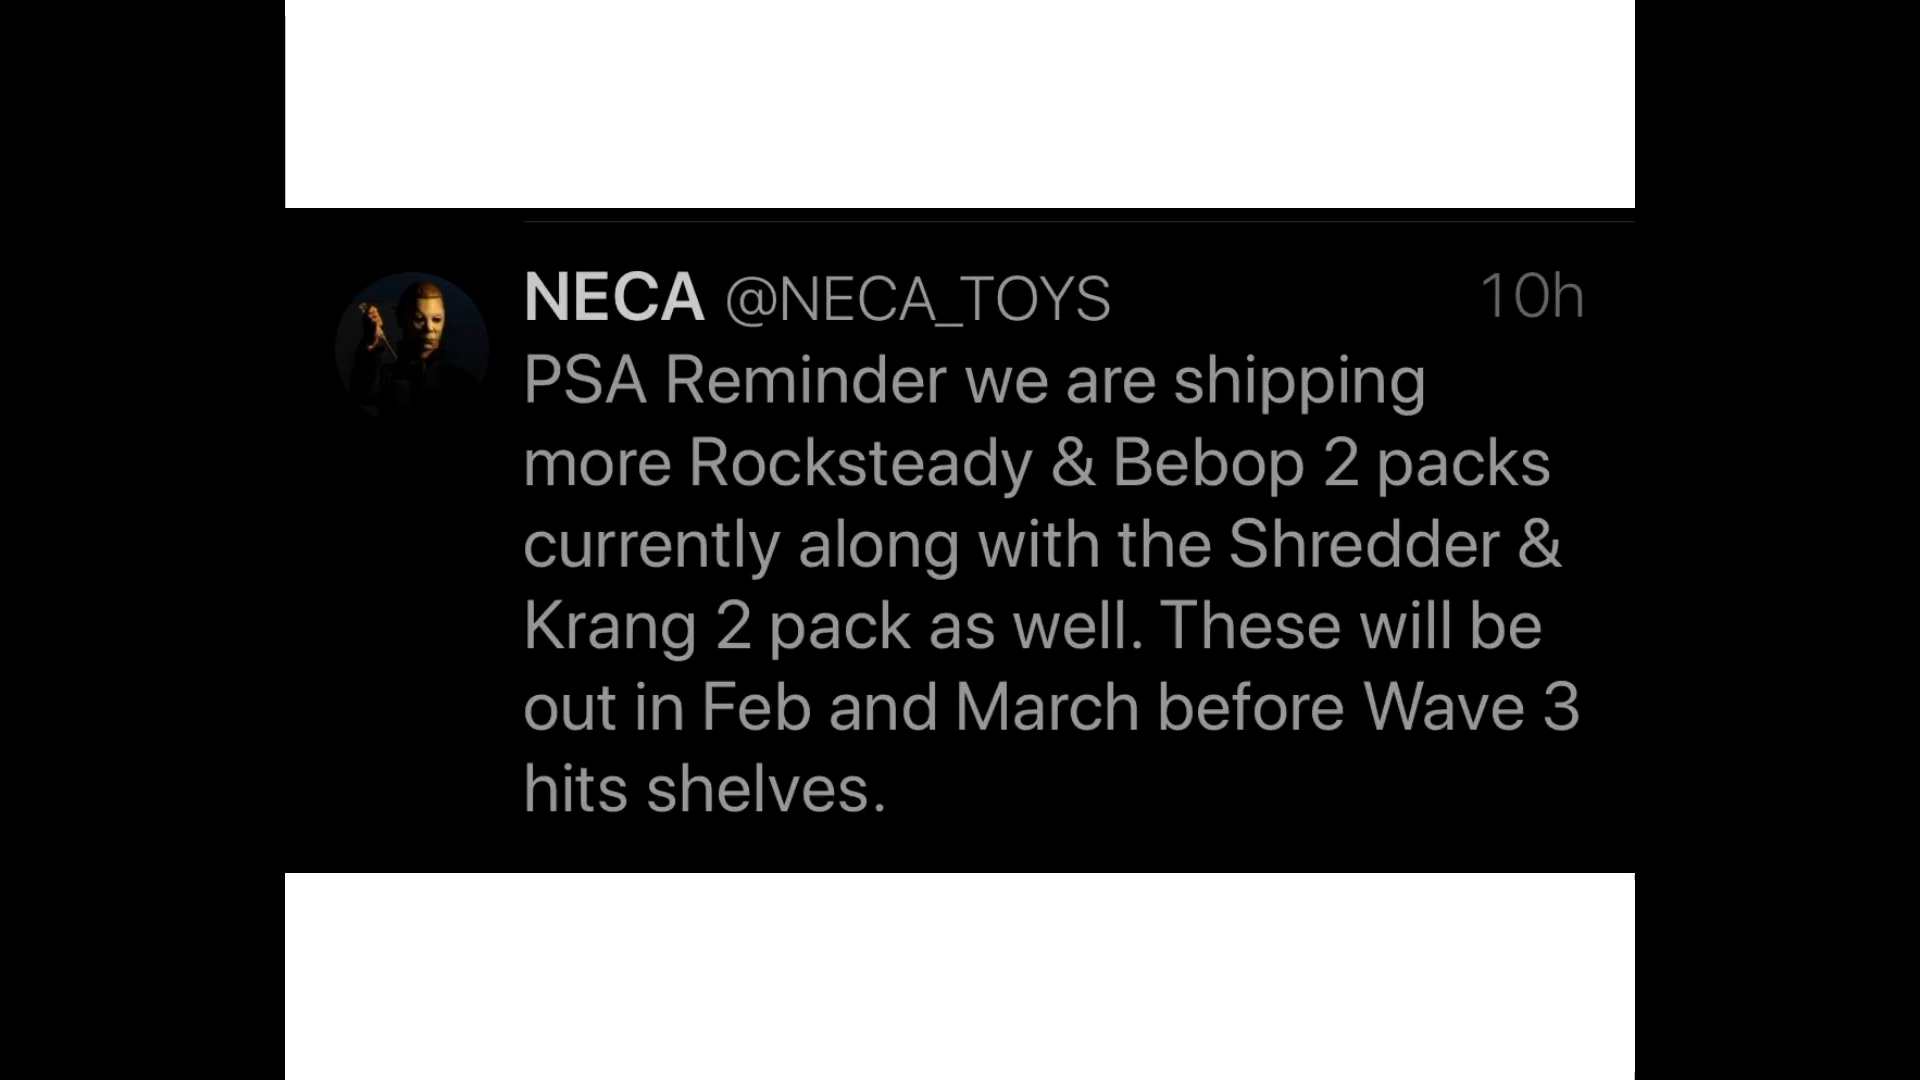 NECA @NECA_TOYS 10h
PSA Reminder we are shipping
more Rocksteady & Bebop 2 packs
currently along with the Shredder &
Krang 2 pack as well. These will be
out in Feb and March before Wave 3
hits shelves.